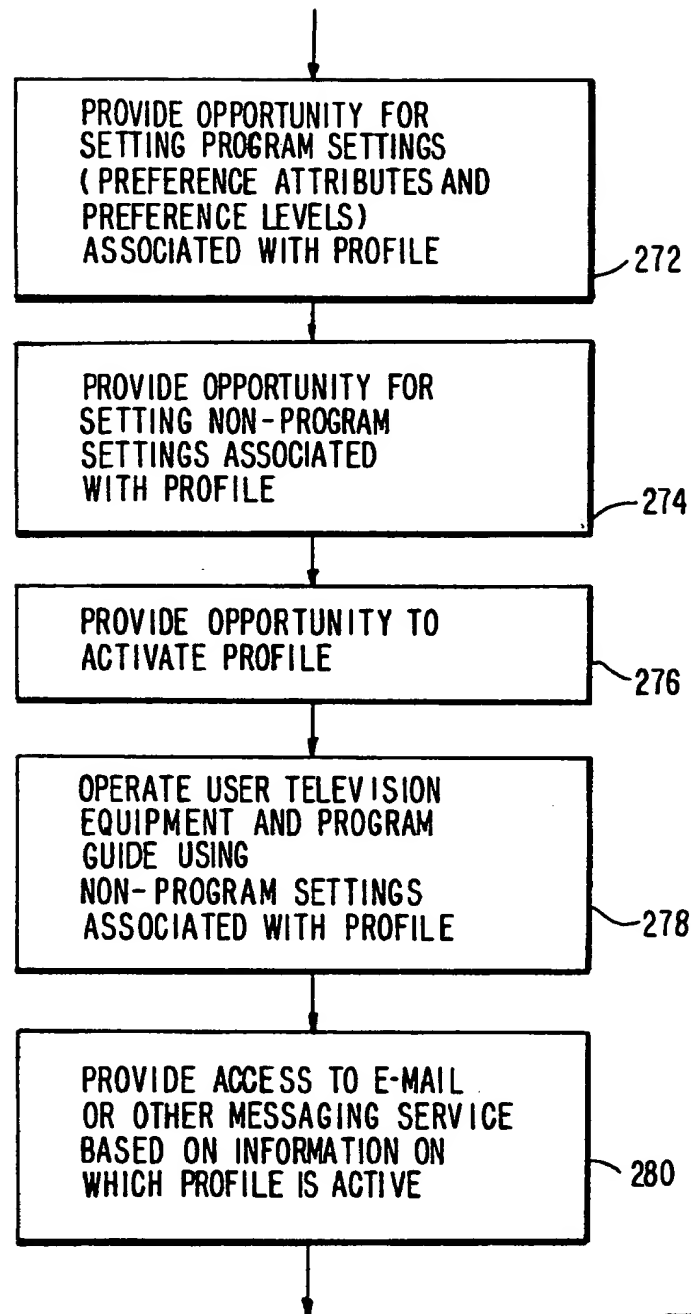 PROVIDE OPPORTUNITY FOR
SETTING PROGRAM SETTINGS
(PREFERENCE ATTRIBUTES AND
PREFERENCE LEVELS)
ASSOCIATED WITH PROFILE
272
PROVIDE OPPORTUNITY FOR
SETTING NON-PROGRAM
SETTINGS ASSOCIATED
WITH PROFILE
274
PROVIDE OPPORTUNITY TO
ACTIVATE PROFILE
276
OPERATE USER TELEVISION
EQUIPMENT AND PROGRAM
GUIDE USING
NON-PROGRAM SETTINGS
ASSOCIATED WITH PROFILE
278
PROVIDE ACCESS TO E-MAIL
OR OTHER MESSAGING SERVICE
BASED ON INFORMATION ON
WHICH PROFILE IS ACTIVE
280